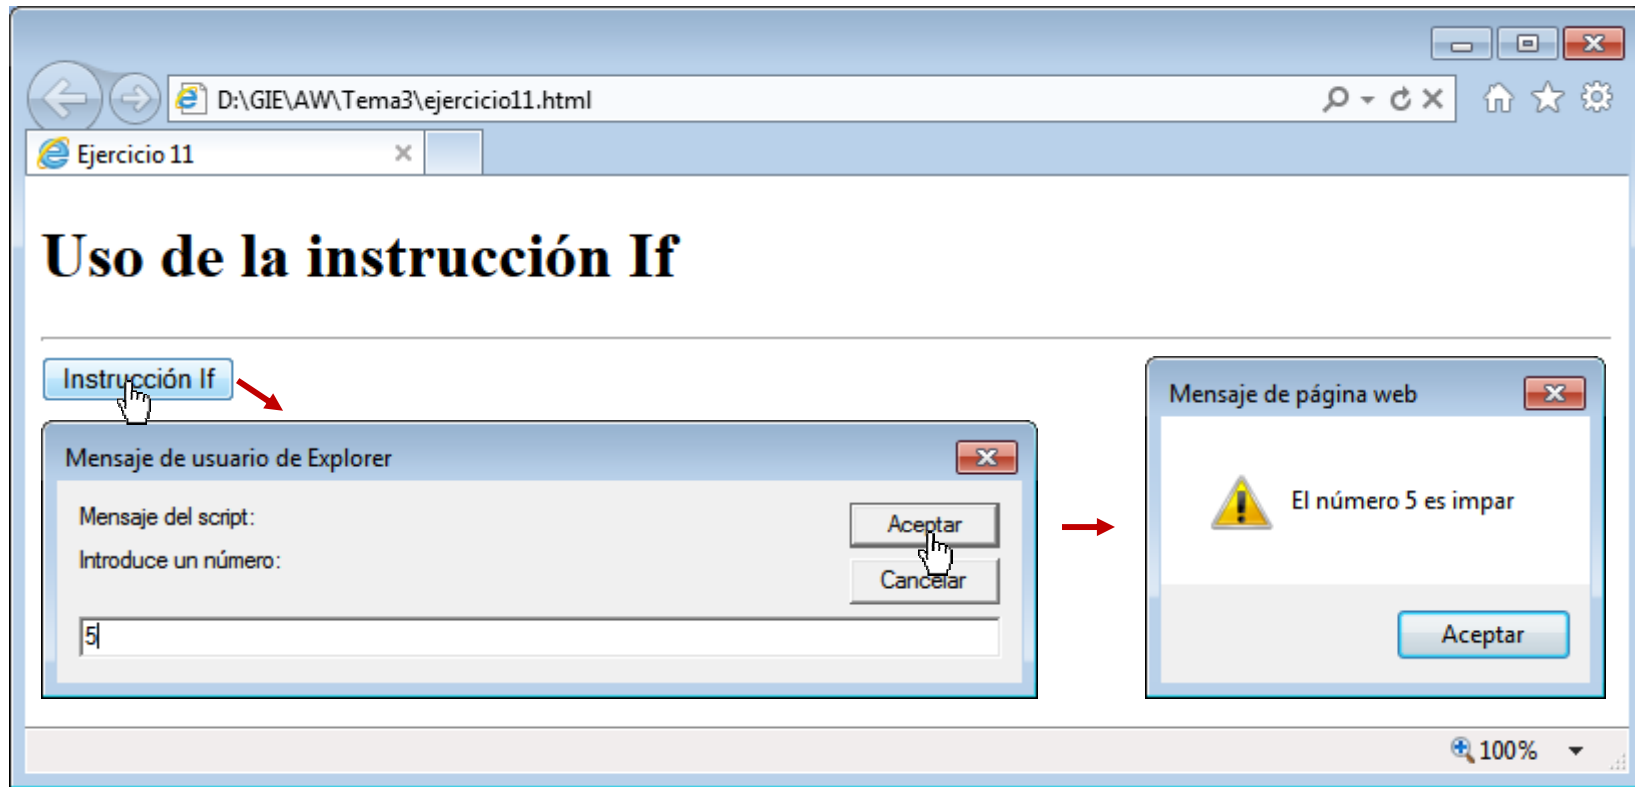 D:\GIE\AW\Tema3\ejercicio11.html
Ejercicio 11
Uso de la instrucción If
Instrucción If
Mensaje de usuario de Explorer
Mensaje del script:
Introduce un número:
Aceptar
Cancelar
5
Mensaje de página web
El número 5 es impar
Aceptar
100%